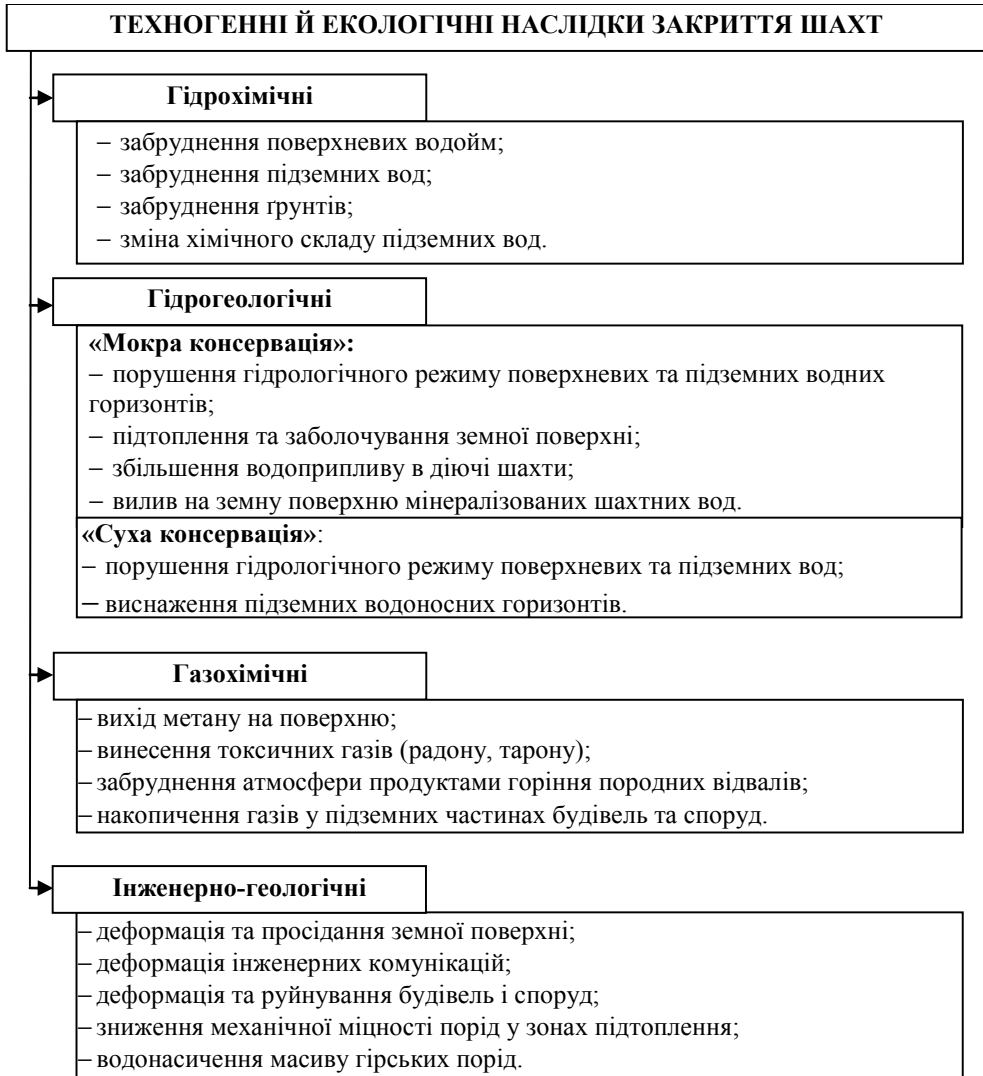 ТЕХНОГЕННІ Й ЕКОЛОГІЧНІ НАСЛІДКИ ЗАКРИТТЯ ШАХТ
Гідрохімічні
– забруднення поверхневих водойм;
– забруднення підземних вод;
– забруднення ґрунтів;
– зміна хімічного складу підземних вод.
Гідрогеологічні
«Мокра консервація»:
– порушення гідрологічного режиму поверхневих та підземних водних
горизонтів;
– підтоплення та заболочування земної поверхні;
– збільшення водоприпливу в діючі шахти;
– вилив на земну поверхню мінералізованих шахтних вод.
«Суха консервація»:
– порушення гідрологічного режиму поверхневих та підземних вод;
– виснаження підземних водоносних горизонтів.
Газохімічні
– вихід метану на поверхню;
– винесення токсичних газів (радону, тарону);
– забруднення атмосфери продуктами горіння породних відвалів;
– накопичення газів у підземних частинах будівель та споруд.
Інженерно-геологічні
– деформація та просідання земної поверхні;
– деформація інженерних комунікацій;
– деформація та руйнування будівель і споруд;
– зниження механічної міцності порід у зонах підтоплення;
– водонасичення масиву гірських порід.